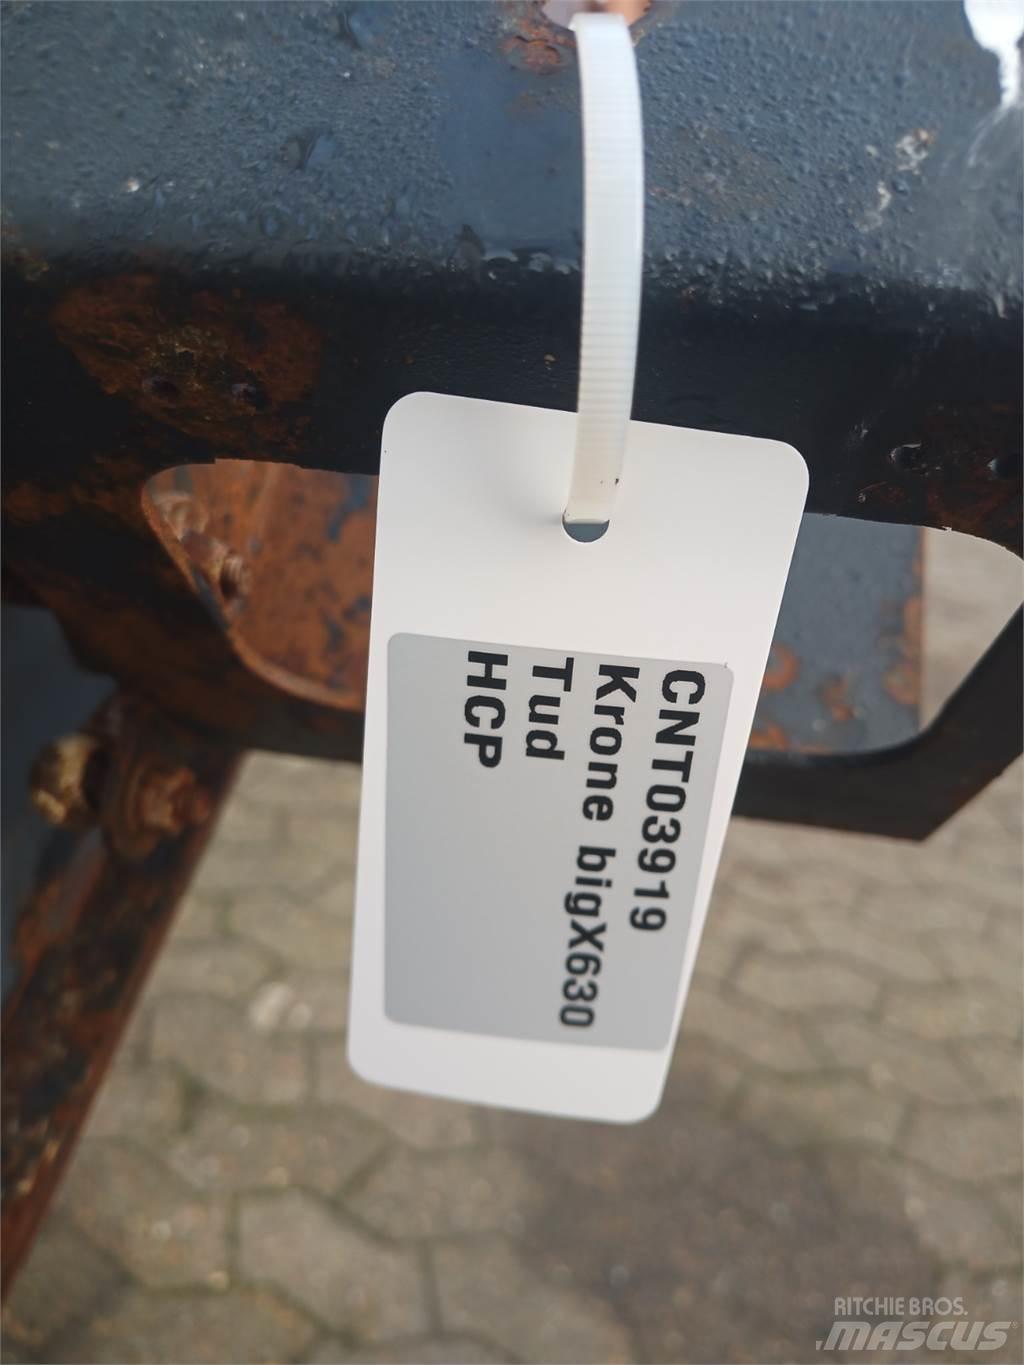 CNT03919
Krone bigX630
Tud
HCP
RITCHIE BROS.
MASCUS